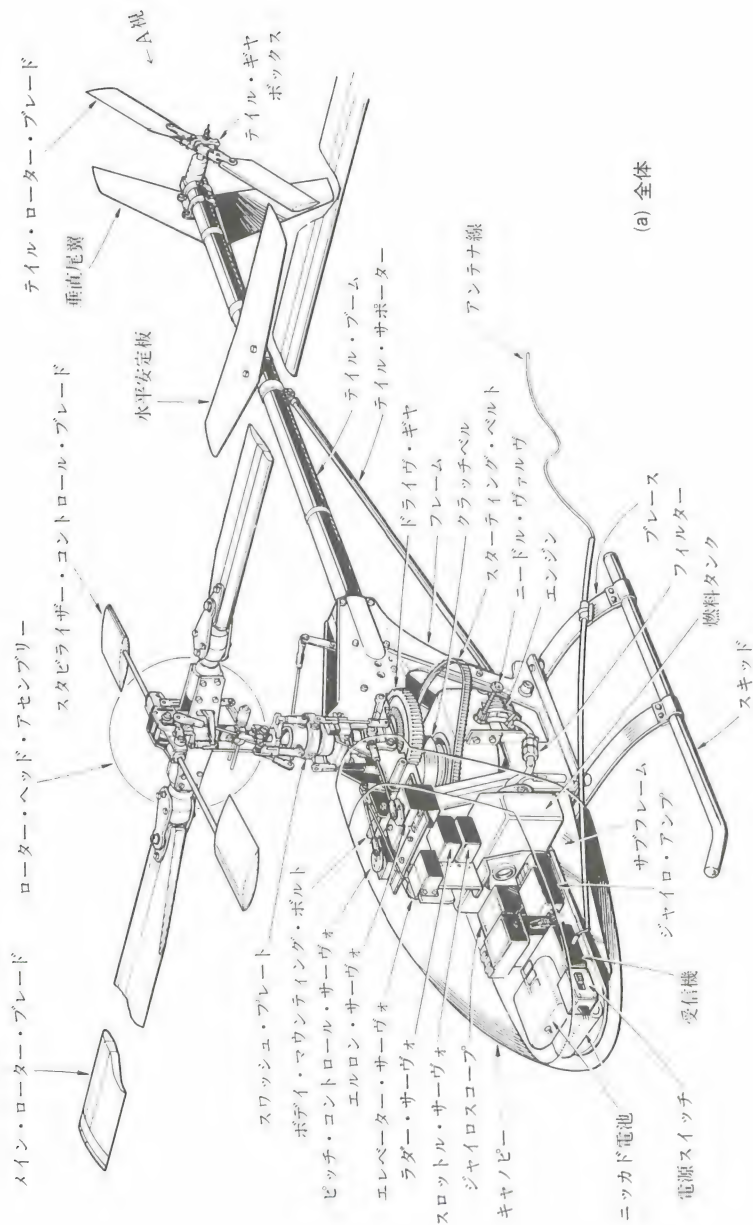 メイン・ローター・ブレード
ローター・ヘッド・アセンブリー
スタビライザー・コントロール・ブレード
水平安定板
垂直尾翼
テイル・ローター・ブレード
←A視
テイル・ギヤ
ボックス
スワッシュ・プレート
ボデイ・マウンティング・ボルト
ピッチ・コントロール・サーヴォ
エルロン・サーヴォ
エレベーター・サーヴォ
ラダー・サーヴォ
スロットル・サーヴォ
ジャイロスコープ
キャノピー
ニッカド電池
電源スイッチ
受信機
ジャイロ・アンプ
サブフレーム
スキッド
燃料タンク
フィルター
ブレース
アンテナ線
エンジン
ニードル・ヴァルヴ
スターティング・ベルト
クラッチベル
フレーム
ドライヴ・ギヤ
テイル・サポーター
テイル・ブーム
(a) 全体